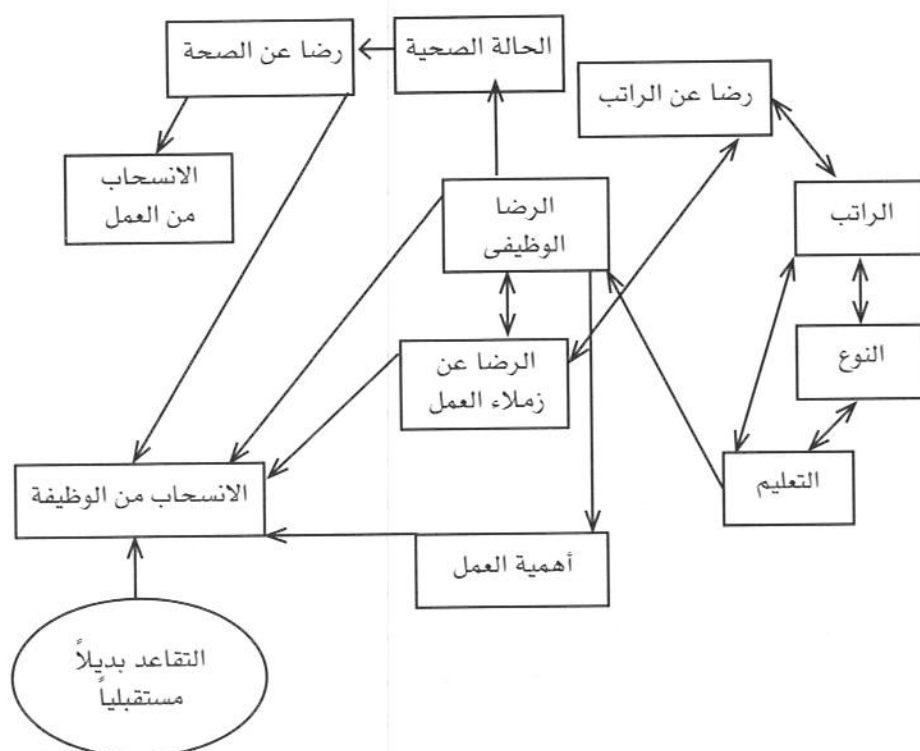 رضا عن الصحة
الحالة الصحية
رضا عن الراتب
الانسحاب
من العمل
الرضا
الوظيفى
الراتب
الرضا عن
زملاء العمل
النوع
الانسحاب من الوظيفة
التعليم
أهمية العمل
التقاعد بديلاً
مستقبلياً